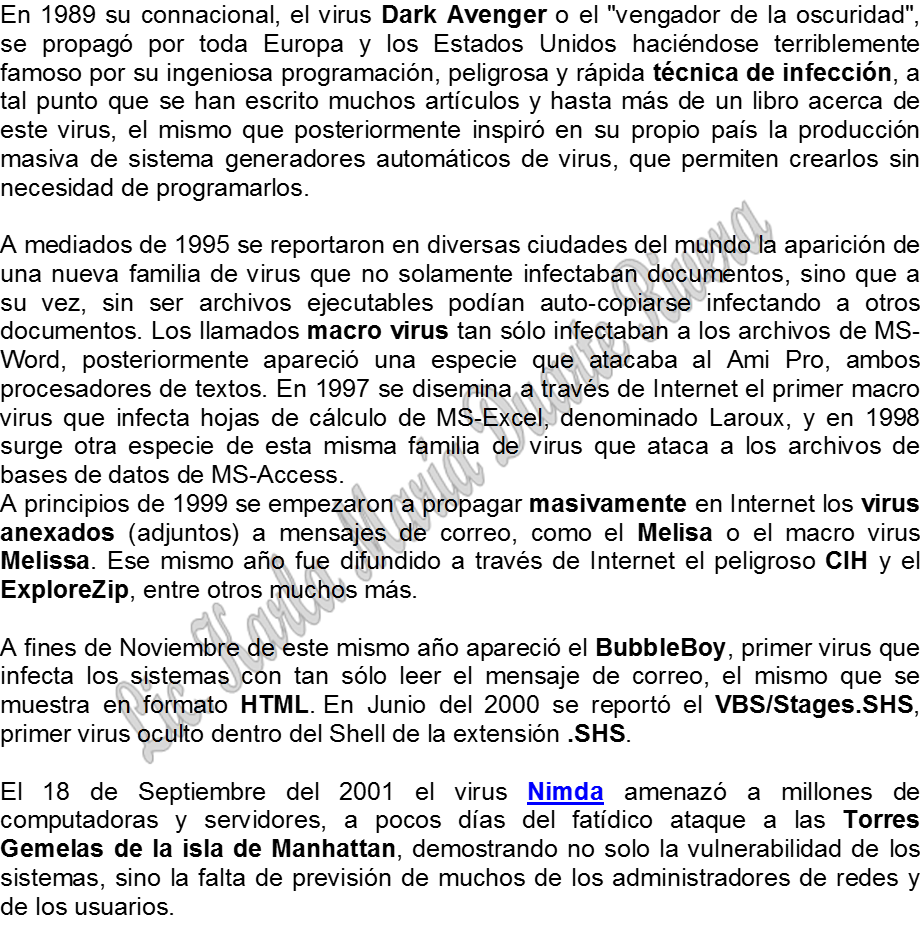 En 1989 su connacional, el virus Dark Avenger o el "vengador de la oscuridad",
se propagó por toda Europa y los Estados Unidos haciéndose terriblemente
famoso por su ingeniosa programación, peligrosa y rápida técnica de infección, a
tal punto que se han escrito muchos artículos y hasta más de un libro acerca de
este virus, el mismo que posteriormente inspiró en su propio país la producción
masiva de sistema generadores automáticos de virus, que permiten crearlos sin
necesidad de programarlos.
A mediados de 1995 se reportaron en diversas ciudades del mundo la aparición de
una nueva familia de virus que no solamente infectaban documentos, sino que a
su vez, sin ser archivos ejecutables podían auto-copiarse infectando a otros
documentos. Los llamados macro virus tan sólo infectaban a los archivos de MS-
Word, posteriormente apareció una especie que atacaba al Ami Pro, ambos
procesadores de textos. En 1997 se disemina a través de Internet el primer macro
virus que infecta hojas de cálculo de MS-Excel, denominado Laroux, y en 1998
surge otra especie de esta misma familia de virus que ataca a los archivos de
bases de datos de MS-Access.
A principios de 1999 se empezaron a propagar masivamente en Internet los virus
anexados (adjuntos) a mensajes de correo, como el Melisa o el macro virus
Melissa. Ese mismo año fue difundido a través de Internet el peligroso CIH y el
ExploreZip, entre otros muchos más.
A fines de Noviembre de este mismo año apareció el BubbleBoy, primer virus que
infecta los sistemas con tan sólo leer el mensaje de correo, el mismo que se
muestra en formato HTML. En Junio del 2000 se reportó el VBS/Stages.SHS,
primer virus oculto dentro del Shell de la extensión .SHS.
El 18 de Septiembre del 2001 el virus Nimda amenazó a millones de
computadoras y servidores, a pocos días del fatídico ataque a las Torres
Gemelas de la isla de Manhattan, demostrando no solo la vulnerabilidad de los
sistemas, sino la falta de previsión de muchos de los administradores de redes y
de los usuarios.
Lic Karla Maria Duarte Rivera